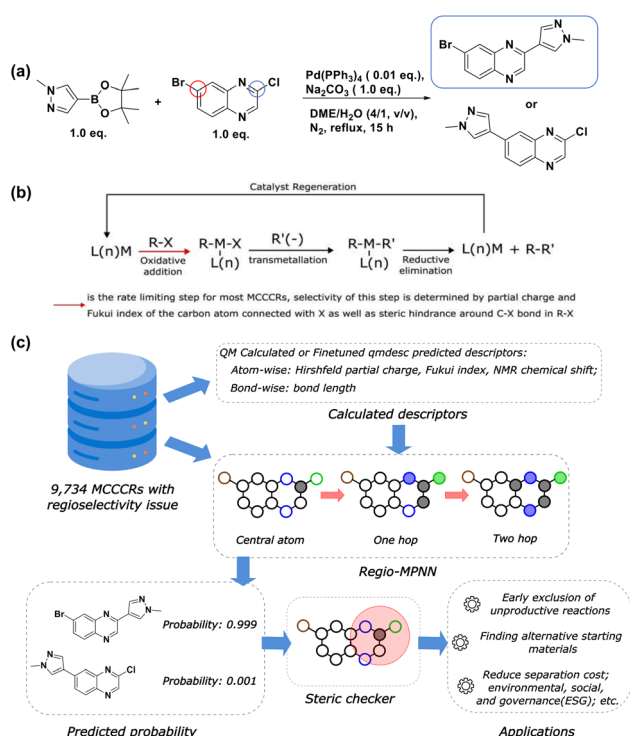 (a)
N
N
B
O
O
1.0 eq.
+
Br
N
N
Cl
1.0 eq.
Pd(PPh3)4 ( 0.01 eq.),
Na2CO3 ( 1.0 eq.)
DME/H2O (4/1, v/v),
N2, reflux, 15 h
Br
N
N
N
N
or
N
N
N
N
Cl
(b)
Catalyst Regeneration
L(n)M
R-X
Oxidative
addition
R-M-X
L(n)
R'(-)
transmetallation
R-M-R'
L(n)
Reductive
elimination
L(n)M + R-R'
is the rate limiting step for most MCCCRs, selectivity of this step is determined by partial charge and
Fukui index of the carbon atom connected with X as well as steric hindrance around C-X bond in R-X
(c)
QM Calculated or Finetuned qmdesc predicted descriptors:
Atom-wise: Hirshfeld partial charge, Fukui index, NMR chemical shift;
Bond-wise: bond length
Calculated descriptors
9,734 MCCCRs with
regioselectivity issue
Central atom
One hop
Two hop
Regio-MPNN
Br
N
N
N
N
Probability: 0.999
N
N
N
N
Cl
Probability: 0.001
Predicted probability
Steric checker
Early exclusion of
unproductive reactions
Finding alternative starting
materials
Reduce separation cost;
environmental, social,
and governance(ESG); etc.
Applications